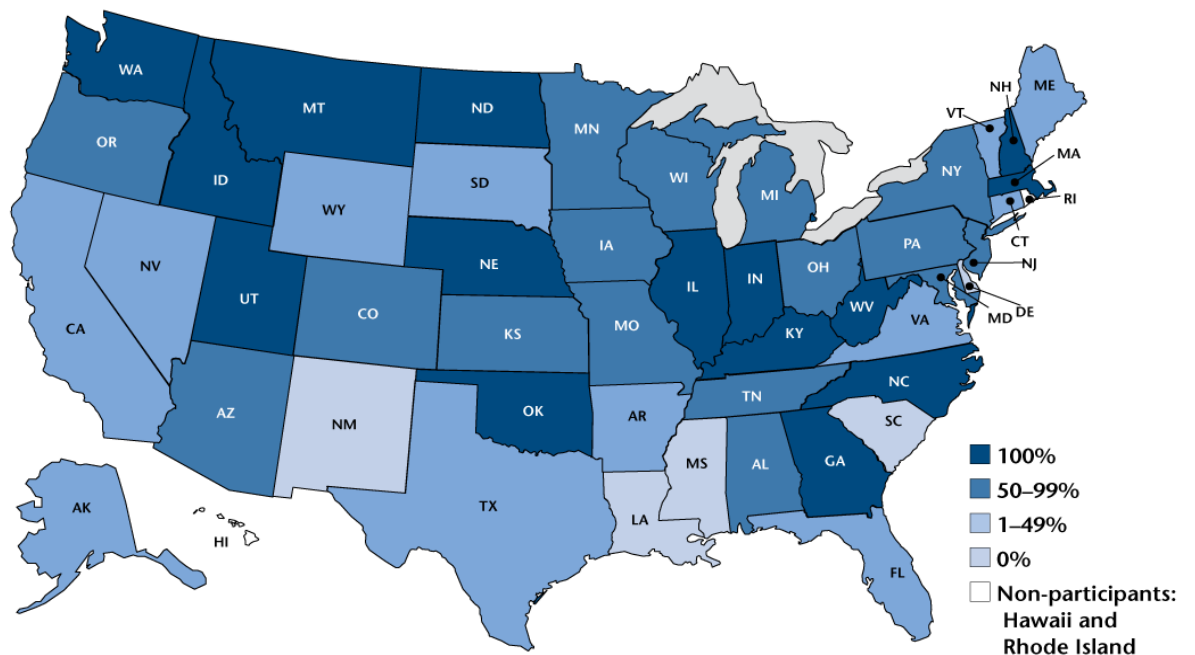 WA
MT
ND
MN
OR
ID
SD
WI
MI
NY
VT
NH
ME
MA
RI
CT
NJ
DE
MD
WY
NE
IA
PA
OH
IN
IL
NV
UT
CO
KS
MO
WV
VA
KY
CA
AZ
NM
OK
AR
TN
NC
SC
MS
AL
GA
TX
LA
FL
AK
HI
100%
50–99%
1–49%
0%
Non-participants:
Hawaii and
Rhode Island